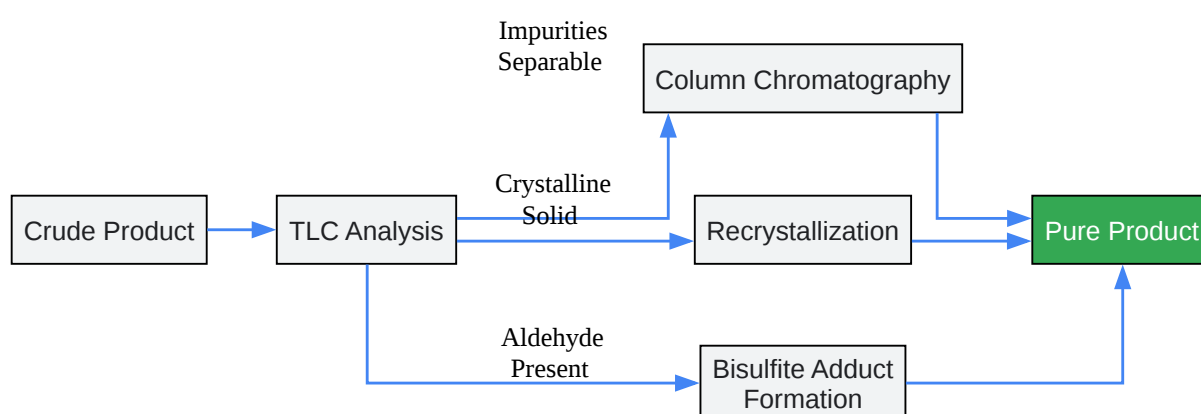 Impurities
Separable
Column Chromatography
Crystalline
Solid
Crude Product
TLC Analysis
Recrystallization
Pure Product
Aldehyde
Present
Bisulfite Adduct
Formation